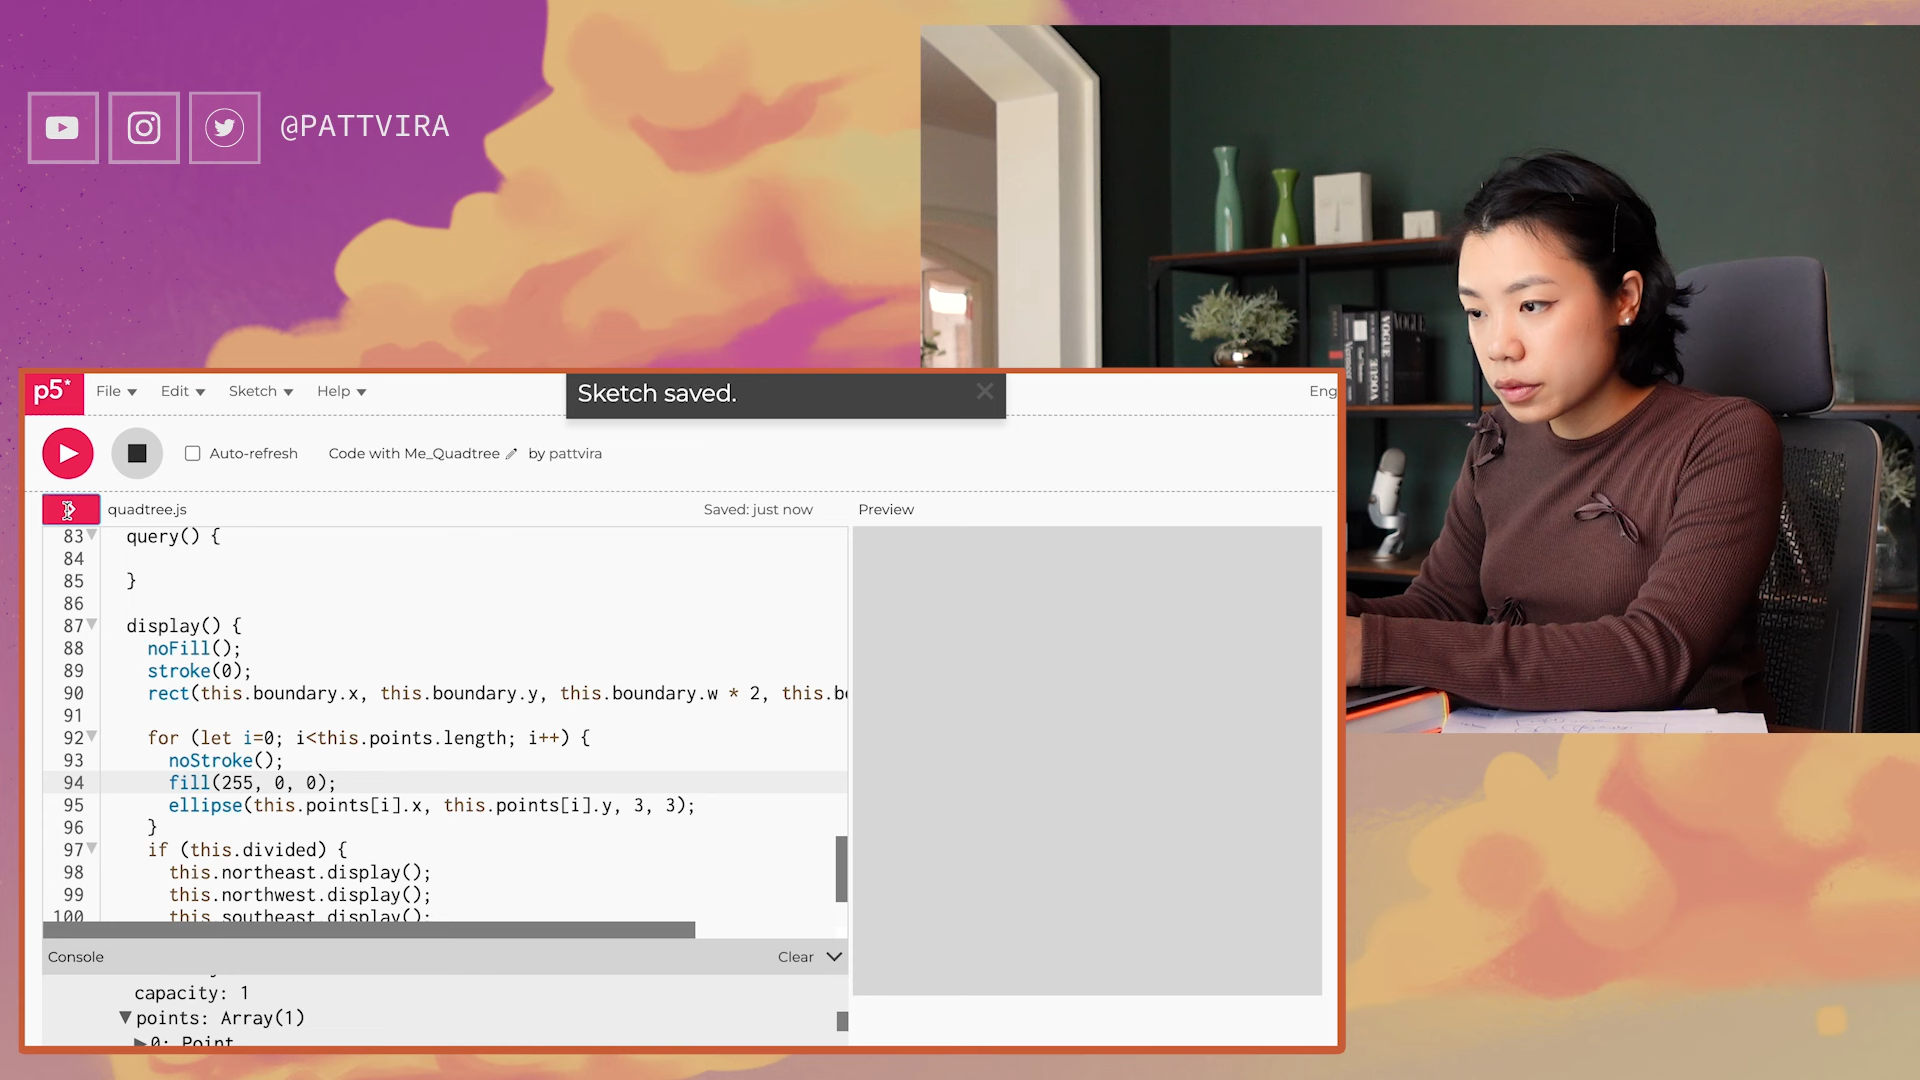 @PATTVIRA
p5*
File
Edit
Sketch
Help
Sketch saved.
Eng
Auto-refresh
Code with Me_Quadtree
by pattvira
quadtree.js
Saved: just now
Preview
83 query() {
84
85 }
86
87 display() {
88 noFill();
89 stroke(0);
90 rect(this.boundary.x, this.boundary.y, this.boundary.w * 2, this.bo
91
92 for (let i=0; i<this.points.length; i++) {
93 noStroke();
94 fill(255, 0, 0);
95 ellipse(this.points[i].x, this.points[i].y, 3, 3);
96 }
97 if (this.divided) {
98 this.northeast.display();
99 this.northwest.display();
100 this.southeast.display();
Console
Clear
capacity: 1
points: Array(1)
0: Point
VOGUE
VOGUE